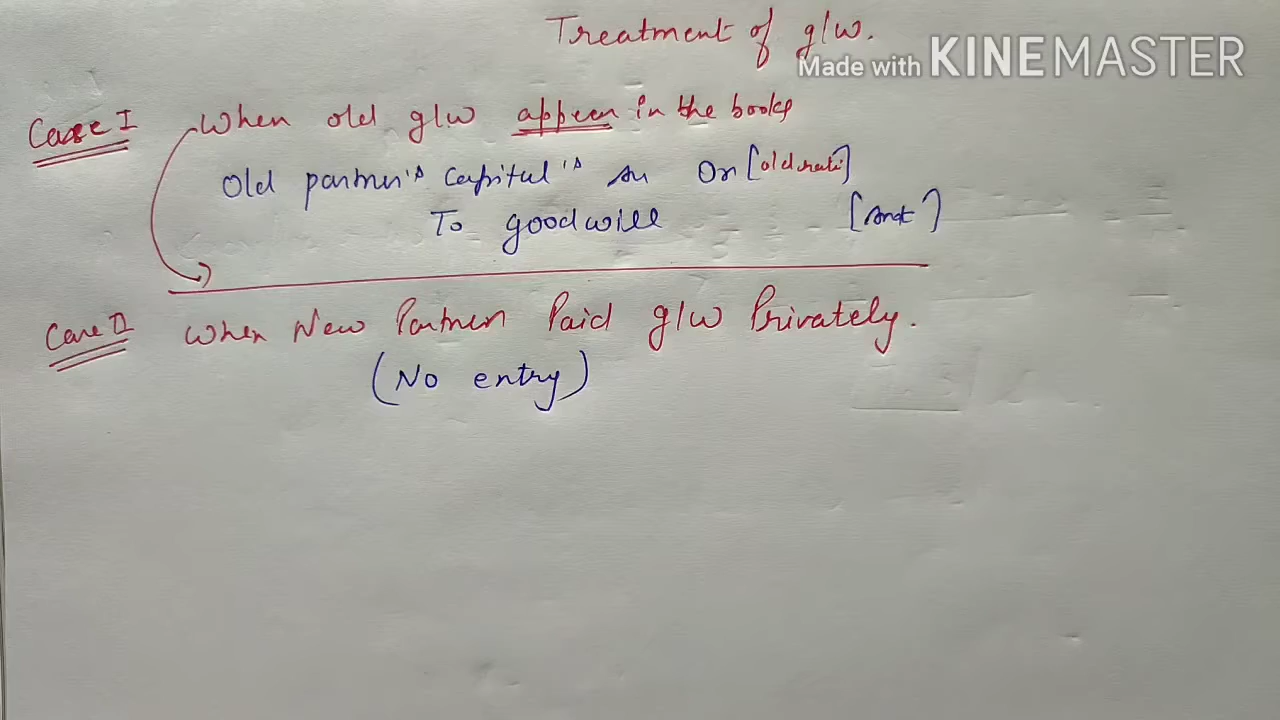 Treatment of g/w.
Made with KINEMASTER
Case I When old g/w appear in the books
Old partner's Capital's Dr [old ratio]
To goodwill
Case II When New Partner Paid g/w Privately.
(No entry)